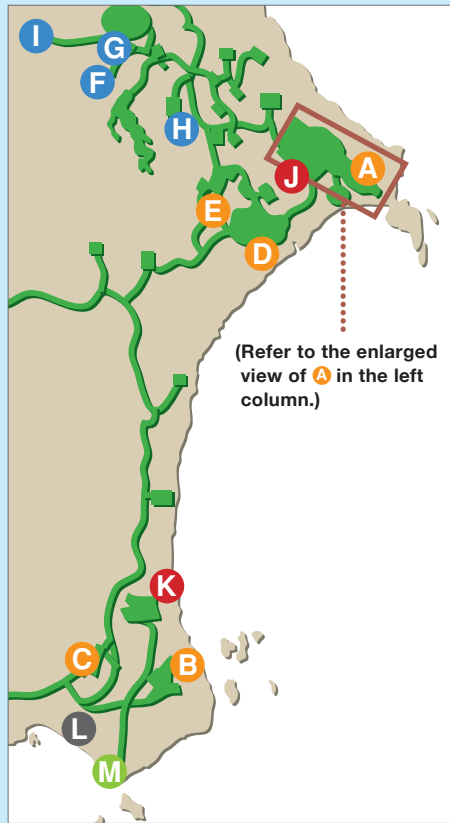 I
G
F
H
A
J
E
D
(Refer to the enlarged
view of A in the left
column.)
K
C
B
L
M